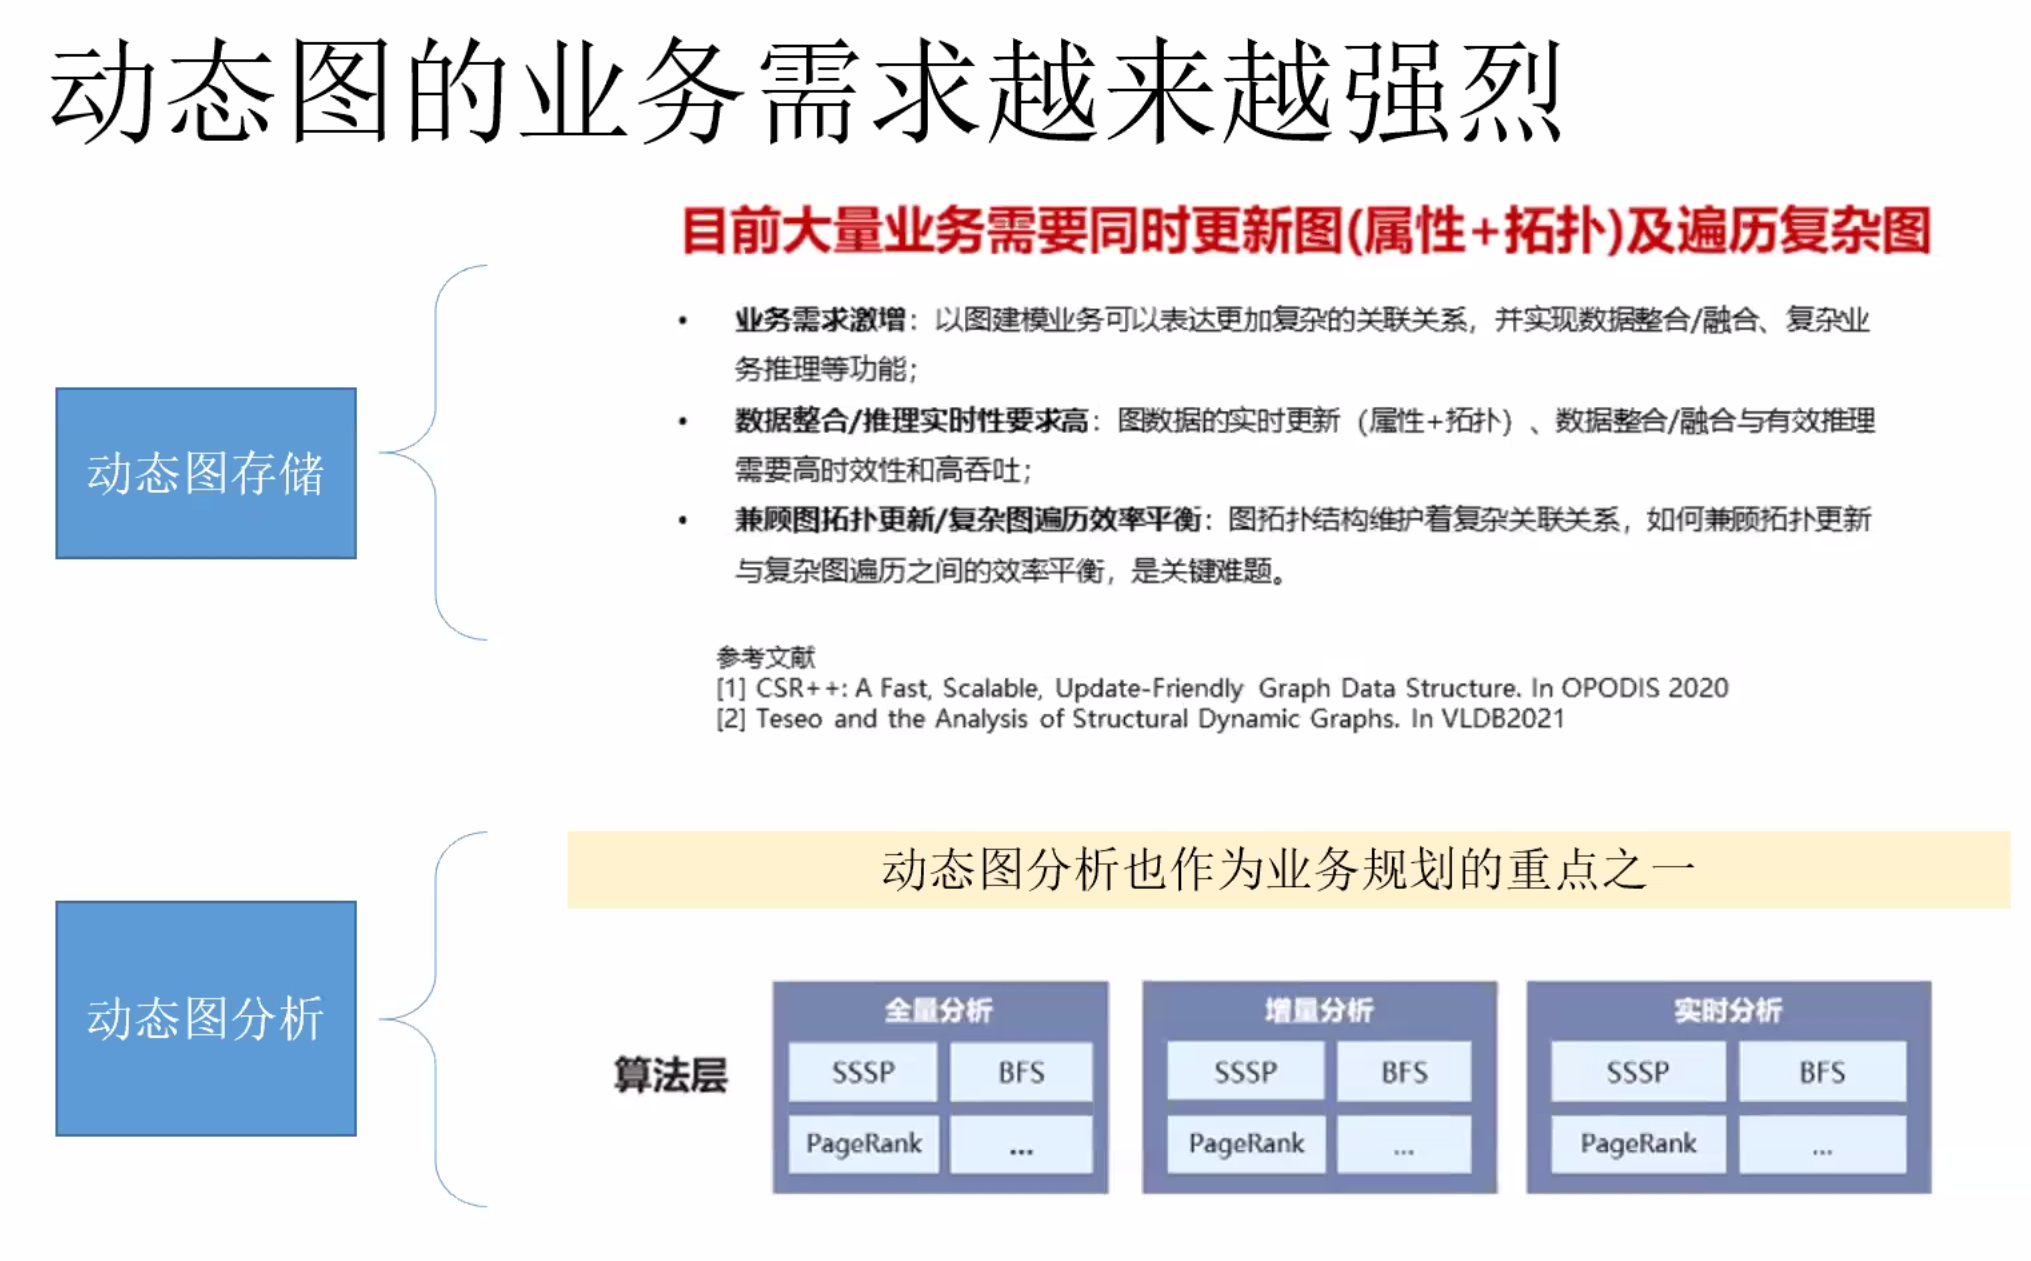 动态图的业务需求越来越强烈
目前大量业务需要同时更新图(属性+拓扑)及遍历复杂图
• 业务需求激增：以图建模业务可以表达更加复杂的关联关系，并实现数据整合/融合、复杂业
务推理等功能；
• 数据整合/推理实时性要求高：图数据的实时更新（属性+拓扑）、数据整合/融合与有效推理
需要高时效性和高吞吐；
• 兼顾图拓扑更新/复杂图遍历效率平衡：图拓扑结构维护着复杂关联关系，如何兼顾拓扑更新
与复杂图遍历之间的效率平衡，是关键难题。
动态图存储
参考文献
[1] CSR++: A Fast, Scalable, Update-Friendly Graph Data Structure. In OPODIS 2020
[2] Teseo and the Analysis of Structural Dynamic Graphs. In VLDB2021
动态图分析也作为业务规划的重点之一
动态图分析
算法层
全量分析
SSSP BFS
PageRank ...
增量分析
SSSP BFS
PageRank ...
实时分析
SSSP BFS
PageRank ...